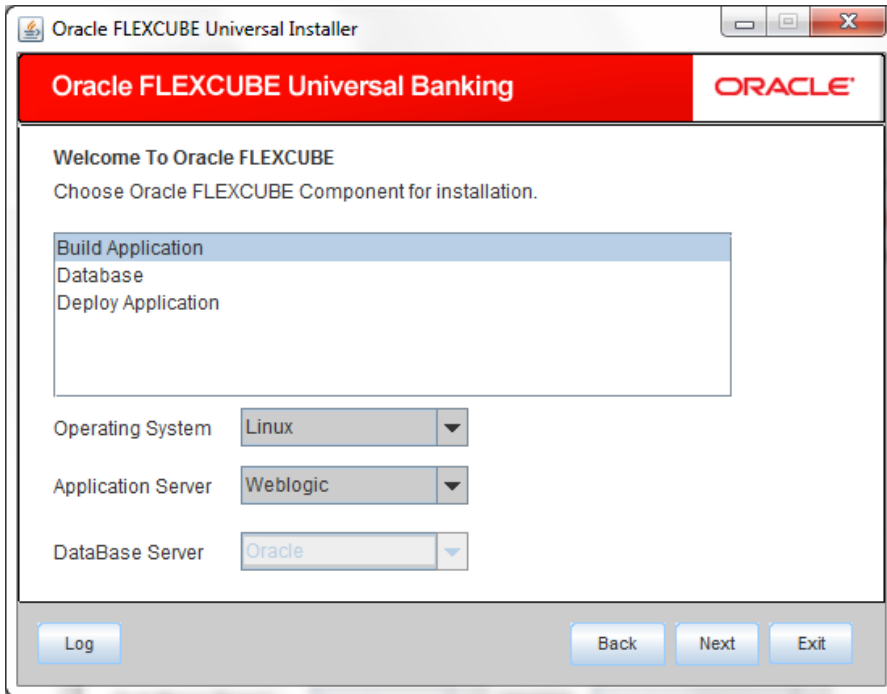 Oracle FLEXCUBE Universal Installer
Oracle FLEXCUBE Universal Banking
ORACLE
Welcome To Oracle FLEXCUBE
Choose Oracle FLEXCUBE Component for installation.
Build Application
Database
Deploy Application
Operating System Linux
Application Server Weblogic
DataBase Server Oracle
Log Back Next Exit